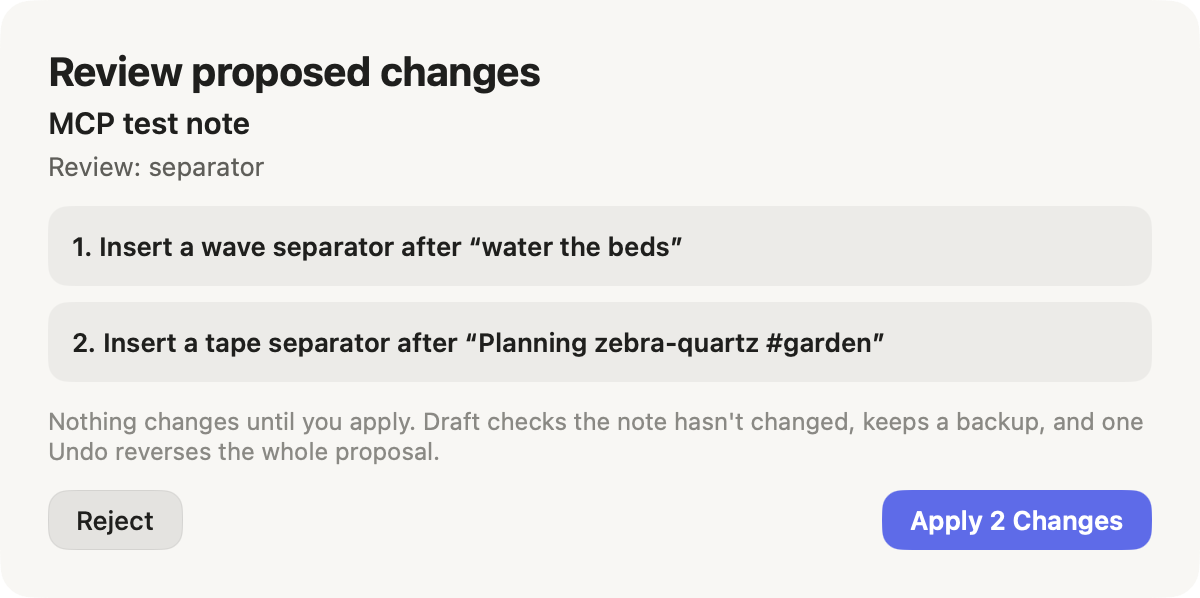 Review proposed changes
MCP test note
Review: separator
1. Insert a wave separator after “water the beds”
2. Insert a tape separator after “Planning zebra-quartz #garden”
Nothing changes until you apply. Draft checks the note hasn't changed, keeps a backup, and one
Undo reverses the whole proposal.
Reject
Apply 2 Changes